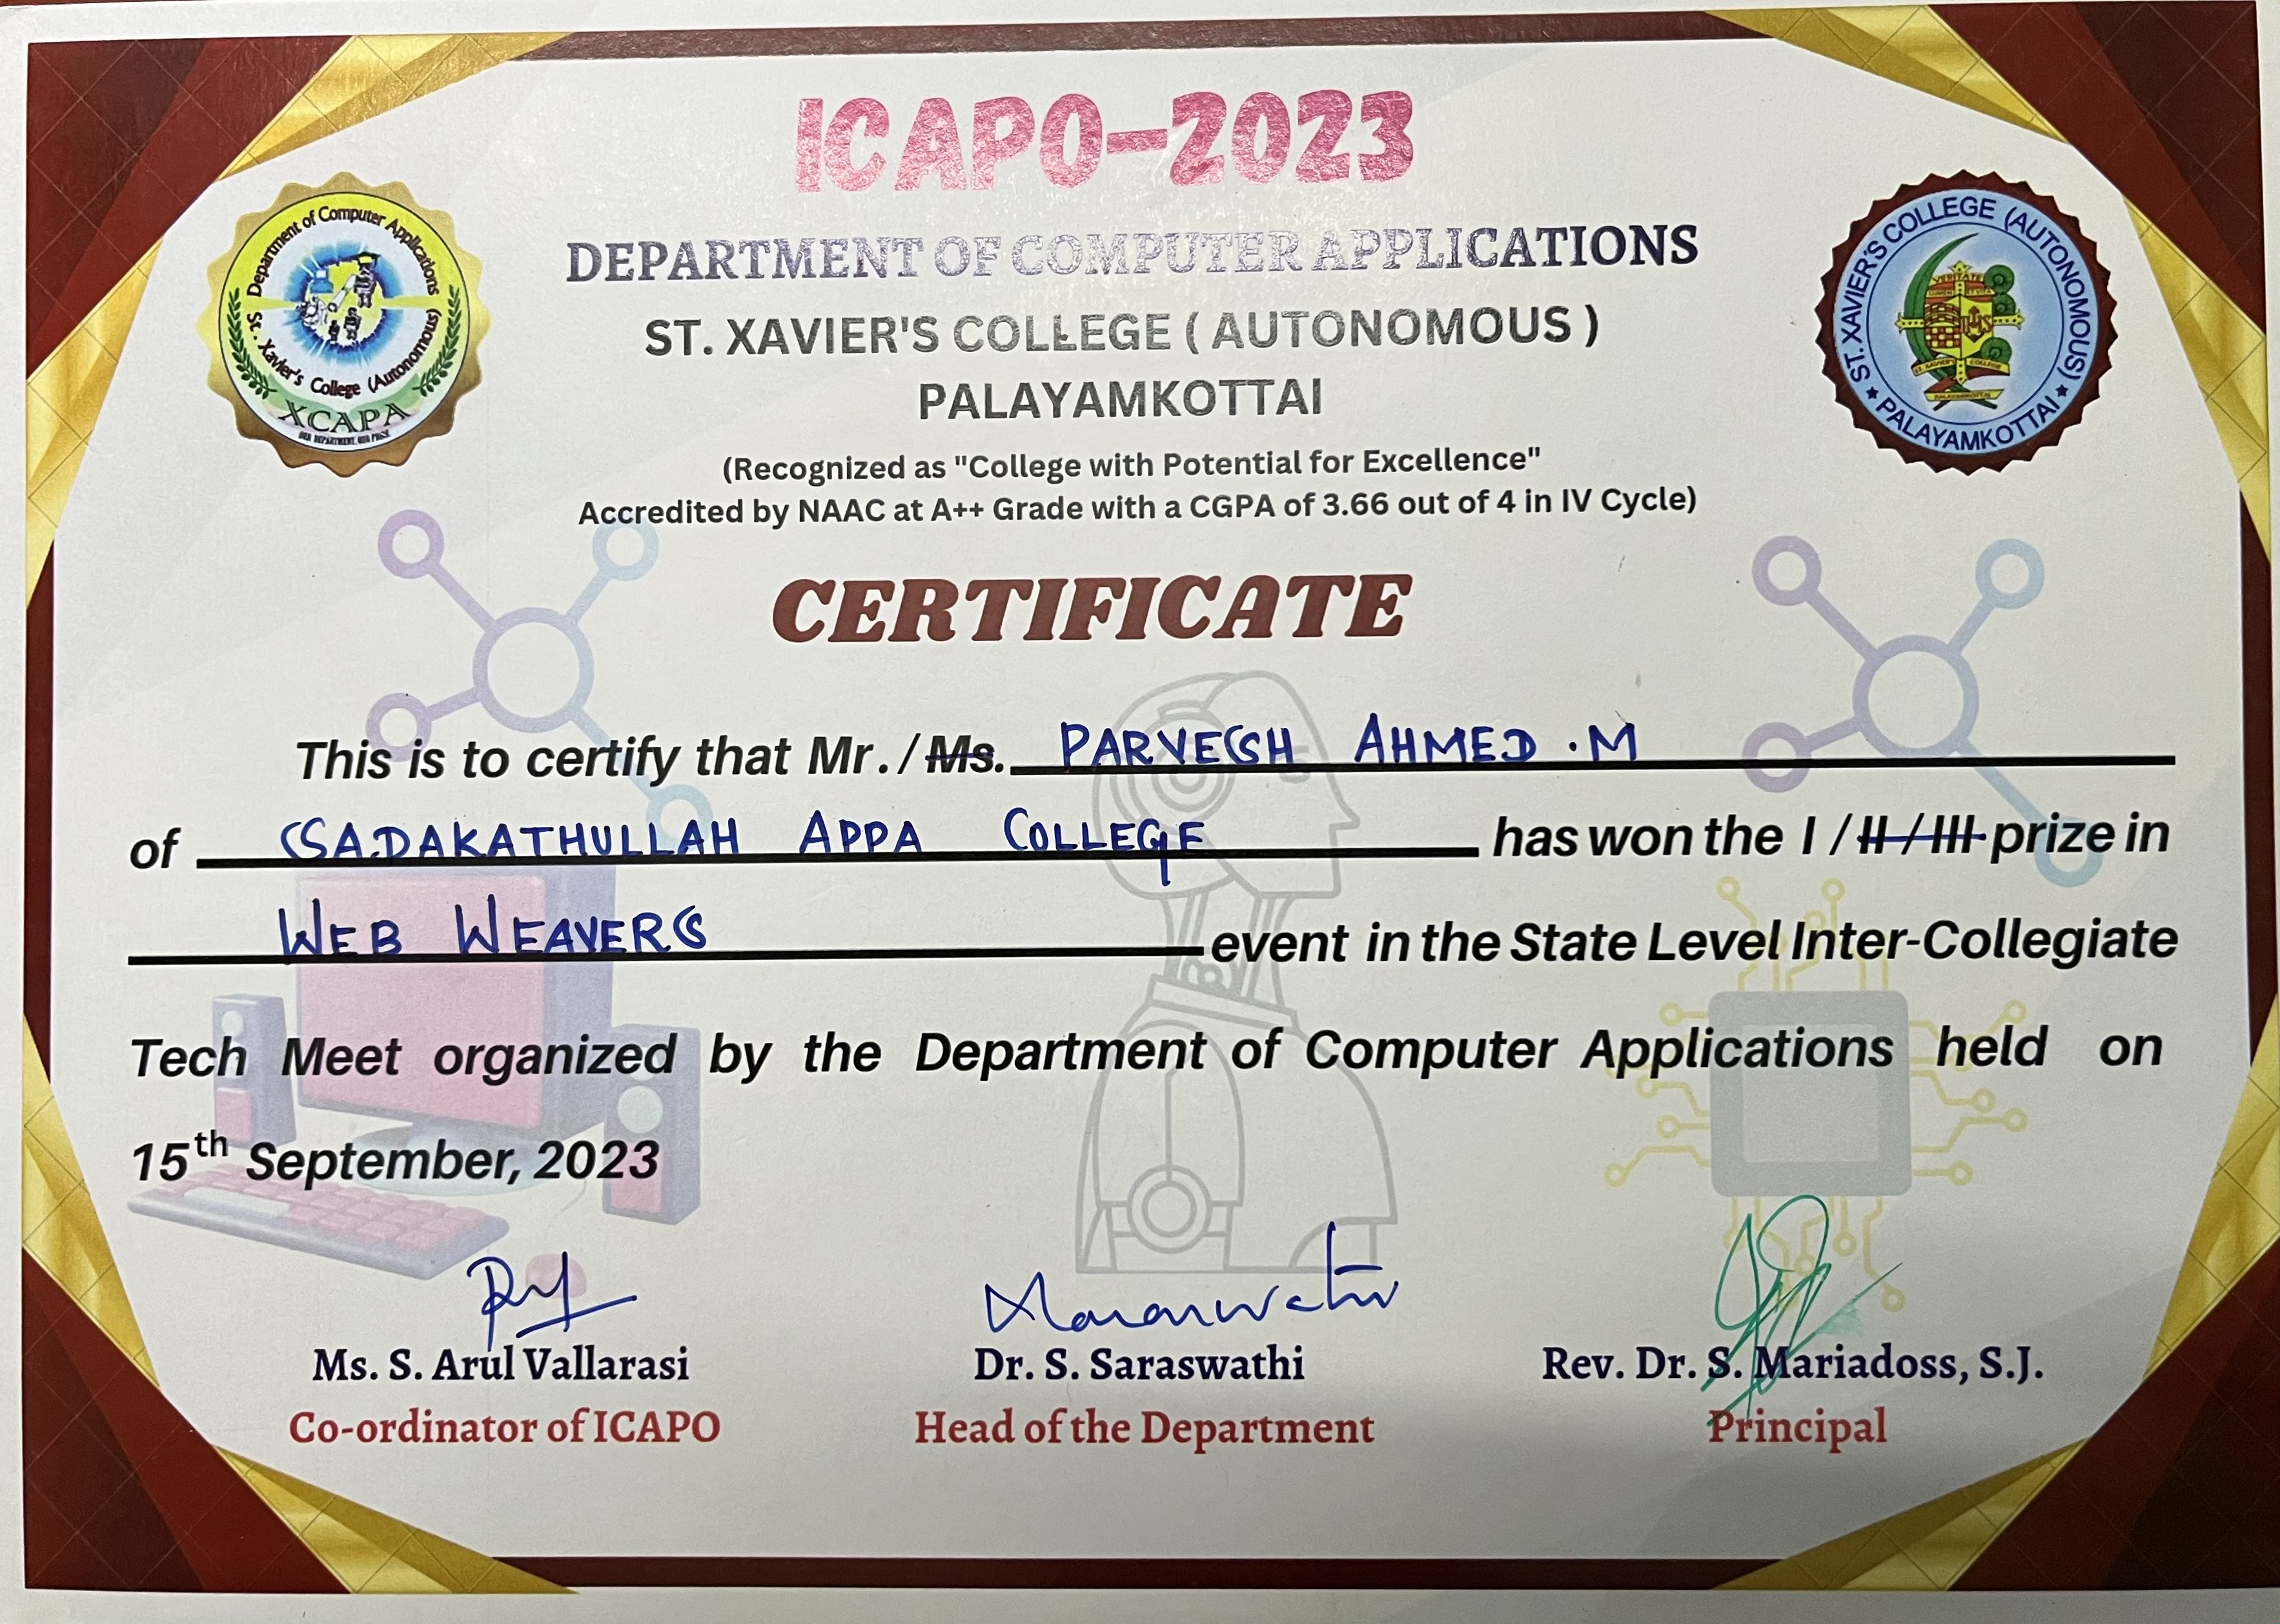 ICAPO-2023
DEPARTMENT OF COMPUTER APPLICATIONS
ST. XAVIER'S COLLEGE ( AUTONOMOUS )
PALAYAMKOTTAI
(Recognized as "College with Potential for Excellence"
Accredited by NAAC at A++ Grade with a CGPA of 3.66 out of 4 in IV Cycle)
Department of Computer Applications
St. Xavier's College (Autonomous)
XCAPA
OUR DEPARTMENT, OUR PRIDE
ST. XAVIER'S COLLEGE (AUTONOMOUS)
★ PALAYAMKOTTAI ★
CERTIFICATE
This is to certify that Mr. / Ms. PARVESH AHMED .M
of SADAKATHULLAH APPA COLLEGE has won the I / II / III prize in
WEB WEAVERS event in the State Level Inter-Collegiate
Tech Meet organized by the Department of Computer Applications held on
15th September, 2023
Ms. S. Arul Vallarasi Dr. S. Saraswathi Rev. Dr. S. Mariadoss, S.J.
Co-ordinator of ICAPO Head of the Department Principal